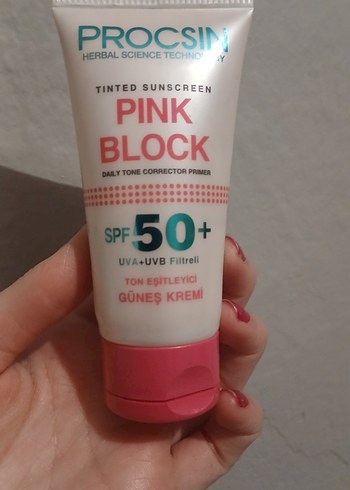 PROCSIN
HERBAL SCIENCE TECHNOLOGY
TINTED SUNSCREEN
PINK
BLOCK
DAILY TONE CORRECTOR PRIMER
SPF 50+
UVA+UVB Filtreli
TON EŞİTLEYİCİ
GÜNEŞ KREMİ